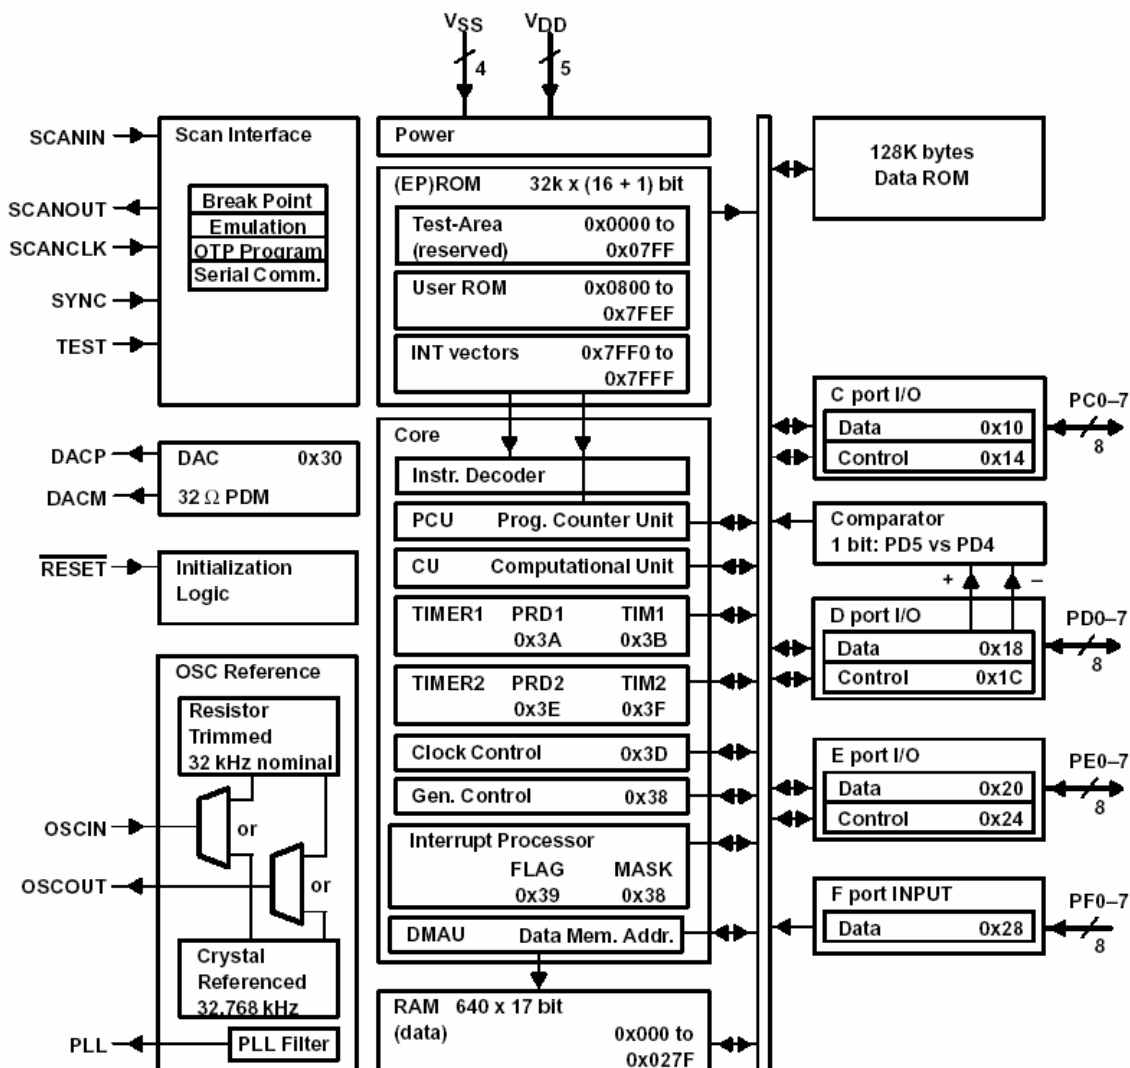 VSS
VDD
4
5
SCANIN
SCANOUT
SCANCLK
SYNC
TEST
Scan Interface
Break Point
Emulation
OTP Program
Serial Comm.
DACP
DACM
DAC 0x30
32 Ω PDM
RESET
Initialization
Logic
OSC Reference
Resistor
Trimmed
32 kHz nominal
OSCIN
or
OSCOUT
or
Crystal
Referenced
32.768 kHz
PLL
PLL Filter
Power
(EP)ROM 32k x (16 + 1) bit
Test-Area 0x0000 to
(reserved) 0x07FF
User ROM 0x0800 to
0x7FEF
INT vectors 0x7FF0 to
0x7FFF
Core
Instr. Decoder
PCU Prog. Counter Unit
CU Computational Unit
TIMER1 PRD1 TIM1
0x3A 0x3B
TIMER2 PRD2 TIM2
0x3E 0x3F
Clock Control 0x3D
Gen. Control 0x38
Interrupt Processor
FLAG MASK
0x39 0x38
DMAU Data Mem. Addr.
RAM 640 x 17 bit
(data) 0x000 to
0x027F
128K bytes
Data ROM
C port I/O
Data 0x10
Control 0x14
PC0–7
8
Comparator
1 bit: PD5 vs PD4
+ –
D port I/O
Data 0x18
Control 0x1C
PD0–7
8
E port I/O
Data 0x20
Control 0x24
PE0–7
8
F port INPUT
Data 0x28
PF0–7
8